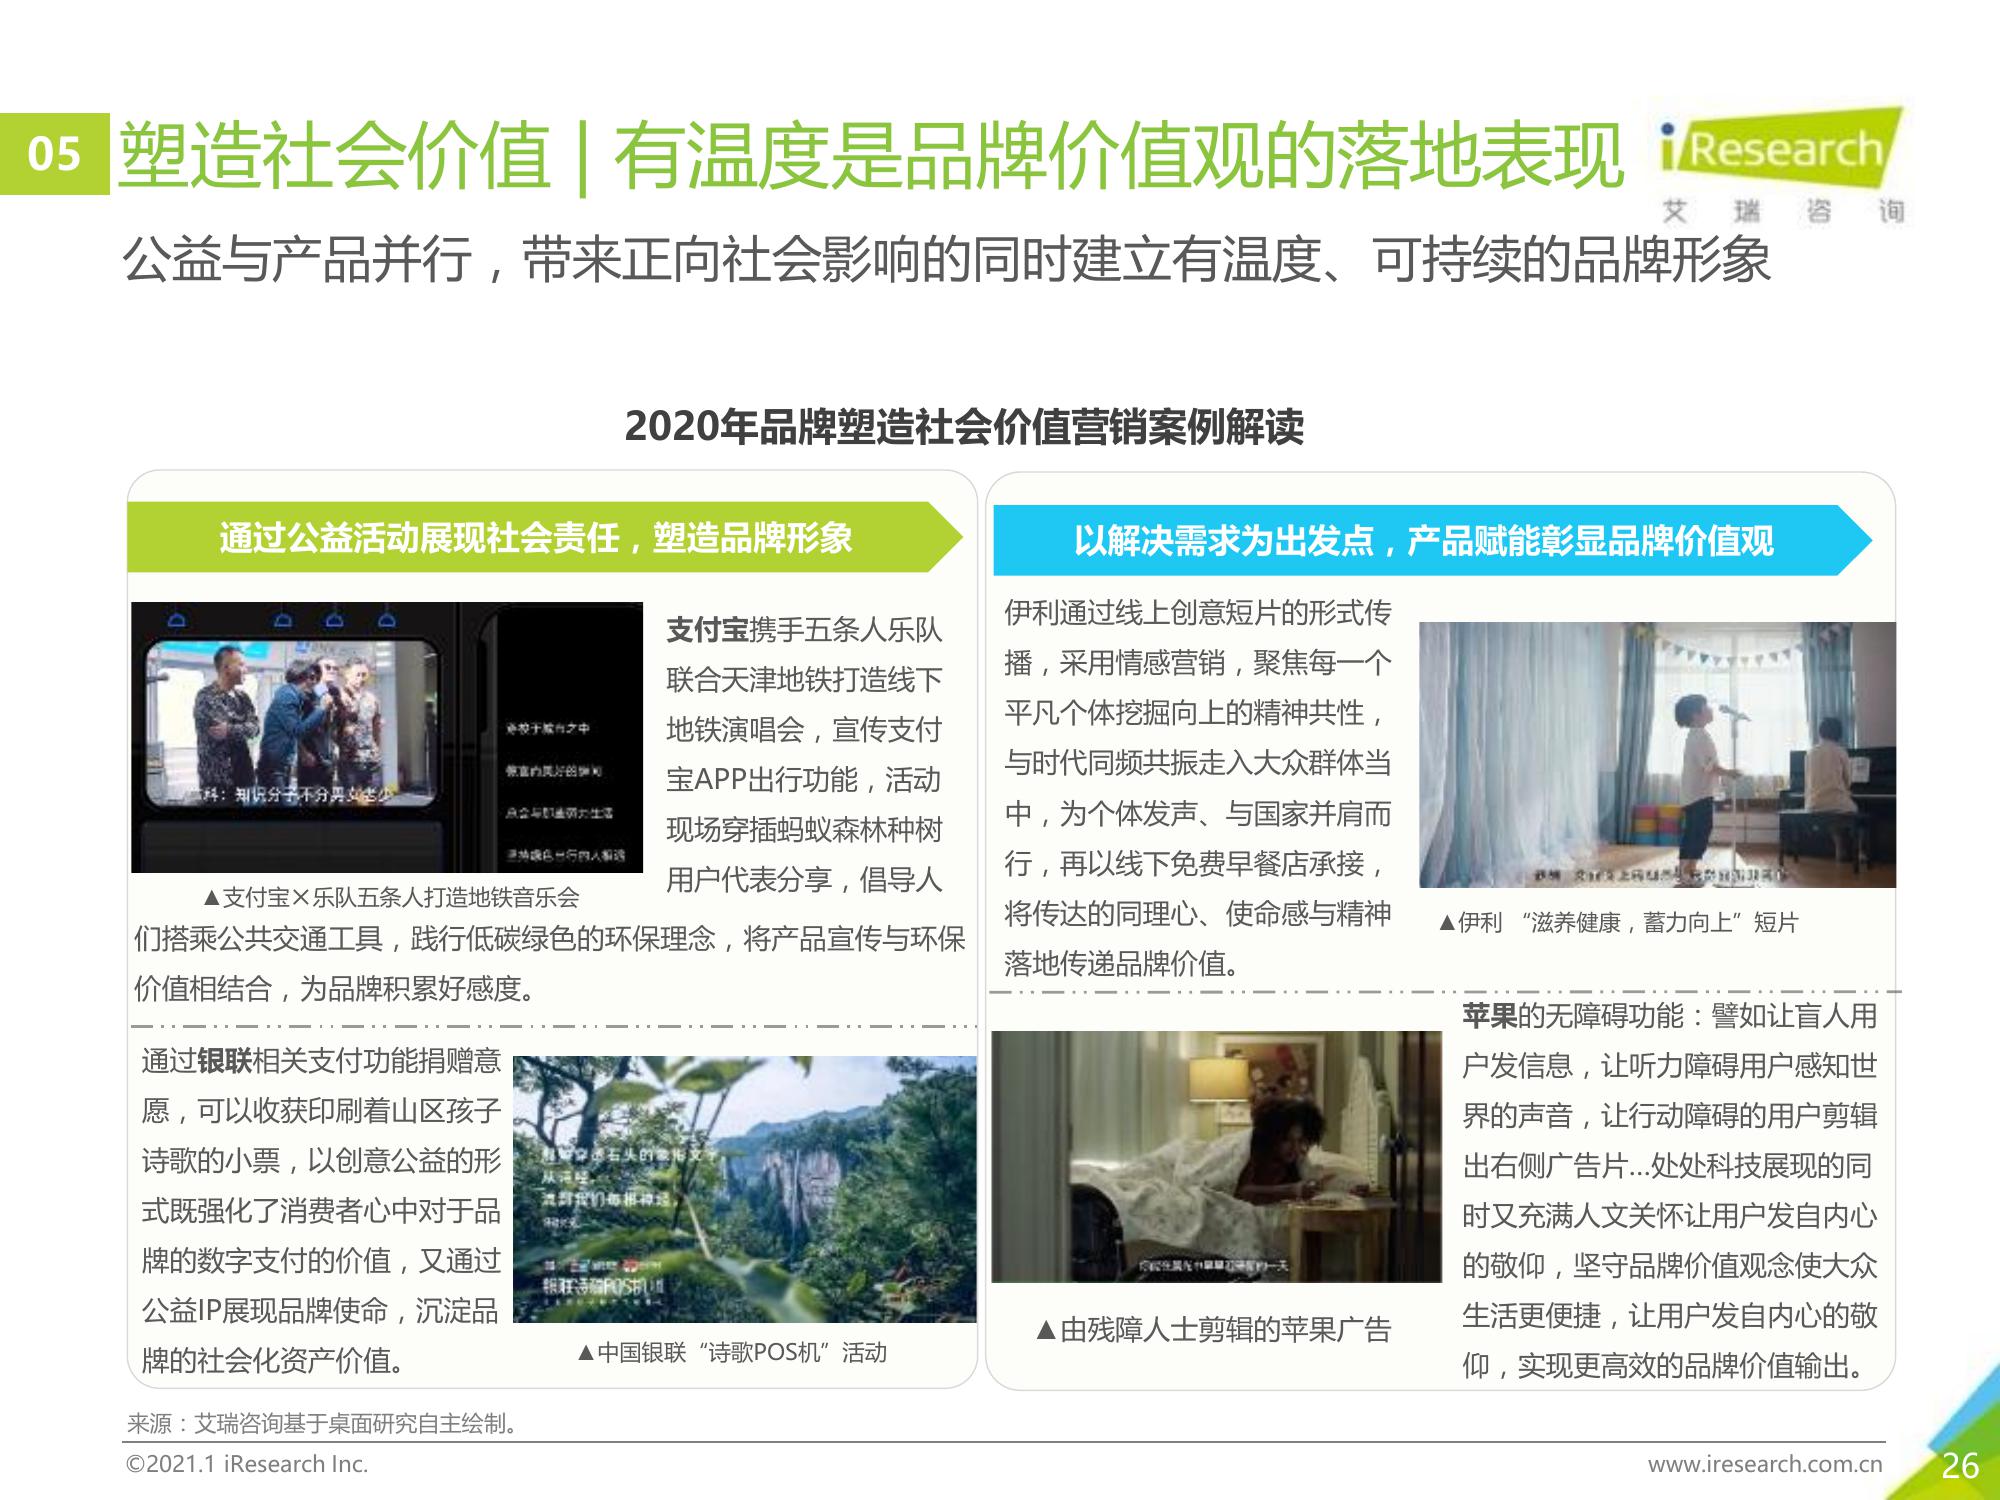 05
塑造社会价值 | 有温度是品牌价值观的落地表现
iResearch
艾瑞咨询
公益与产品并行，带来正向社会影响的同时建立有温度、可持续的品牌形象
2020年品牌塑造社会价值营销案例解读
通过公益活动展现社会责任，塑造品牌形象
科：知识分子不分男女老少
支付宝携手五条人乐队
联合天津地铁打造线下
地铁演唱会，宣传支付
宝APP出行功能，活动
现场穿插蚂蚁森林种树
用户代表分享，倡导人
▲支付宝×乐队五条人打造地铁音乐会
们搭乘公共交通工具，践行低碳绿色的环保理念，将产品宣传与环保
价值相结合，为品牌积累好感度。
通过银联相关支付功能捐赠意
愿，可以收获印刷着山区孩子
诗歌的小票，以创意公益的形
式既强化了消费者心中对于品
牌的数字支付的价值，又通过
公益IP展现品牌使命，沉淀品
牌的社会化资产价值。
银联诗歌POS机
▲中国银联“诗歌POS机”活动
以解决需求为出发点，产品赋能彰显品牌价值观
伊利通过线上创意短片的形式传
播，采用情感营销，聚焦每一个
平凡个体挖掘向上的精神共性，
与时代同频共振走入大众群体当
中，为个体发声、与国家并肩而
行，再以线下免费早餐店承接，
将传达的同理心、使命感与精神
落地传递品牌价值。
▲伊利 “滋养健康，蓄力向上”短片
▲由残障人士剪辑的苹果广告
苹果的无障碍功能：譬如让盲人用
户发信息，让听力障碍用户感知世
界的声音，让行动障碍的用户剪辑
出右侧广告片...处处科技展现的同
时又充满人文关怀让用户发自内心
的敬仰，坚守品牌价值观念使大众
生活更便捷，让用户发自内心的敬
仰，实现更高效的品牌价值输出。
来源：艾瑞咨询基于桌面研究自主绘制。
©2021.1 iResearch Inc.
www.iresearch.com.cn
26